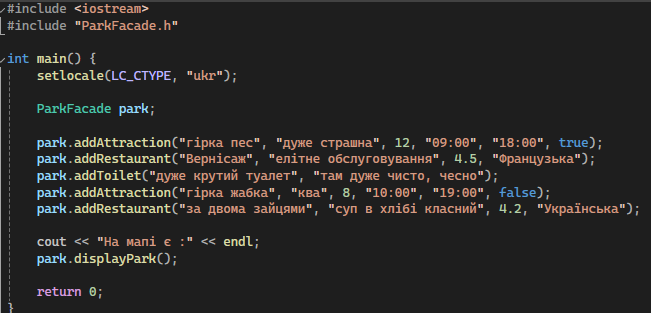 #include <iostream>
#include "ParkFacade.h"
int main() {
setlocale(LC_CTYPE, "ukr");
ParkFacade park;
park.addAttraction("гірка пес", "дуже страшна", 12, "09:00", "18:00", true);
park.addRestaurant("Вернісаж", "елітне обслуговування", 4.5, "Французька");
park.addToilet("дуже крутий туалет", "там дуже чисто, чесно");
park.addAttraction("гірка жабка", "ква", 8, "10:00", "19:00", false);
park.addRestaurant("за двома зайцями", "суп в хлібі класний", 4.2, "Українська");
cout << "На мапі є :" << endl;
park.displayPark();
return 0;
}